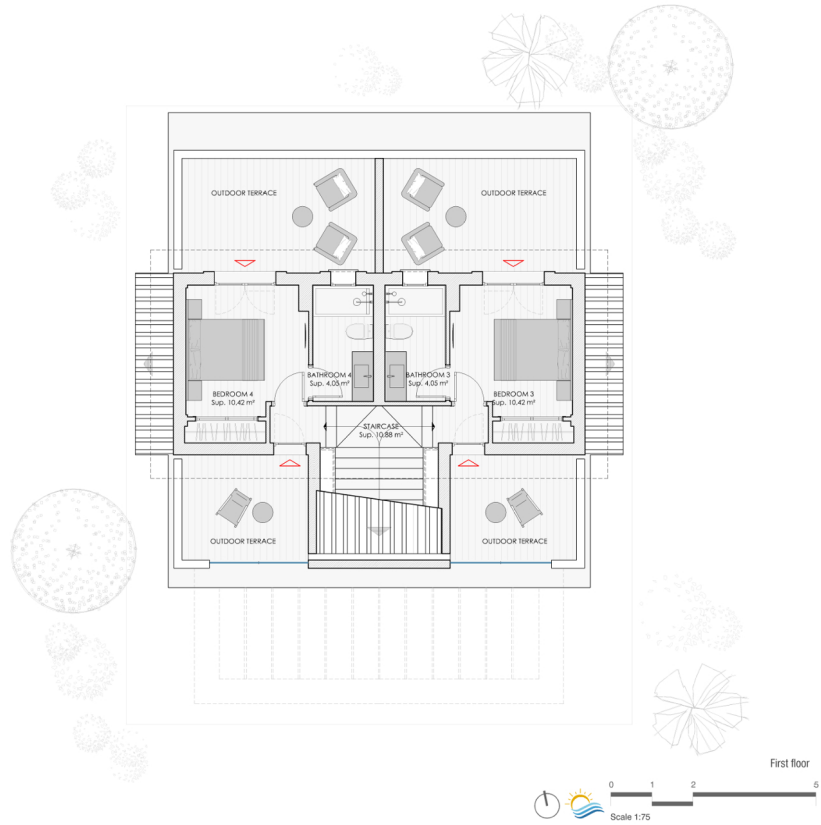 OUTDOOR TERRACE
OUTDOOR TERRACE
BATHROOM 4
Sup. 4,05 m²
BATHROOM 3
Sup. 4,05 m²
BEDROOM 4
Sup. 10,42 m²
BEDROOM 3
Sup. 10,42 m²
STAIRCASE
Sup. 10,88 m²
OUTDOOR TERRACE
OUTDOOR TERRACE
First floor
0 1 2 5
Scale 1:75